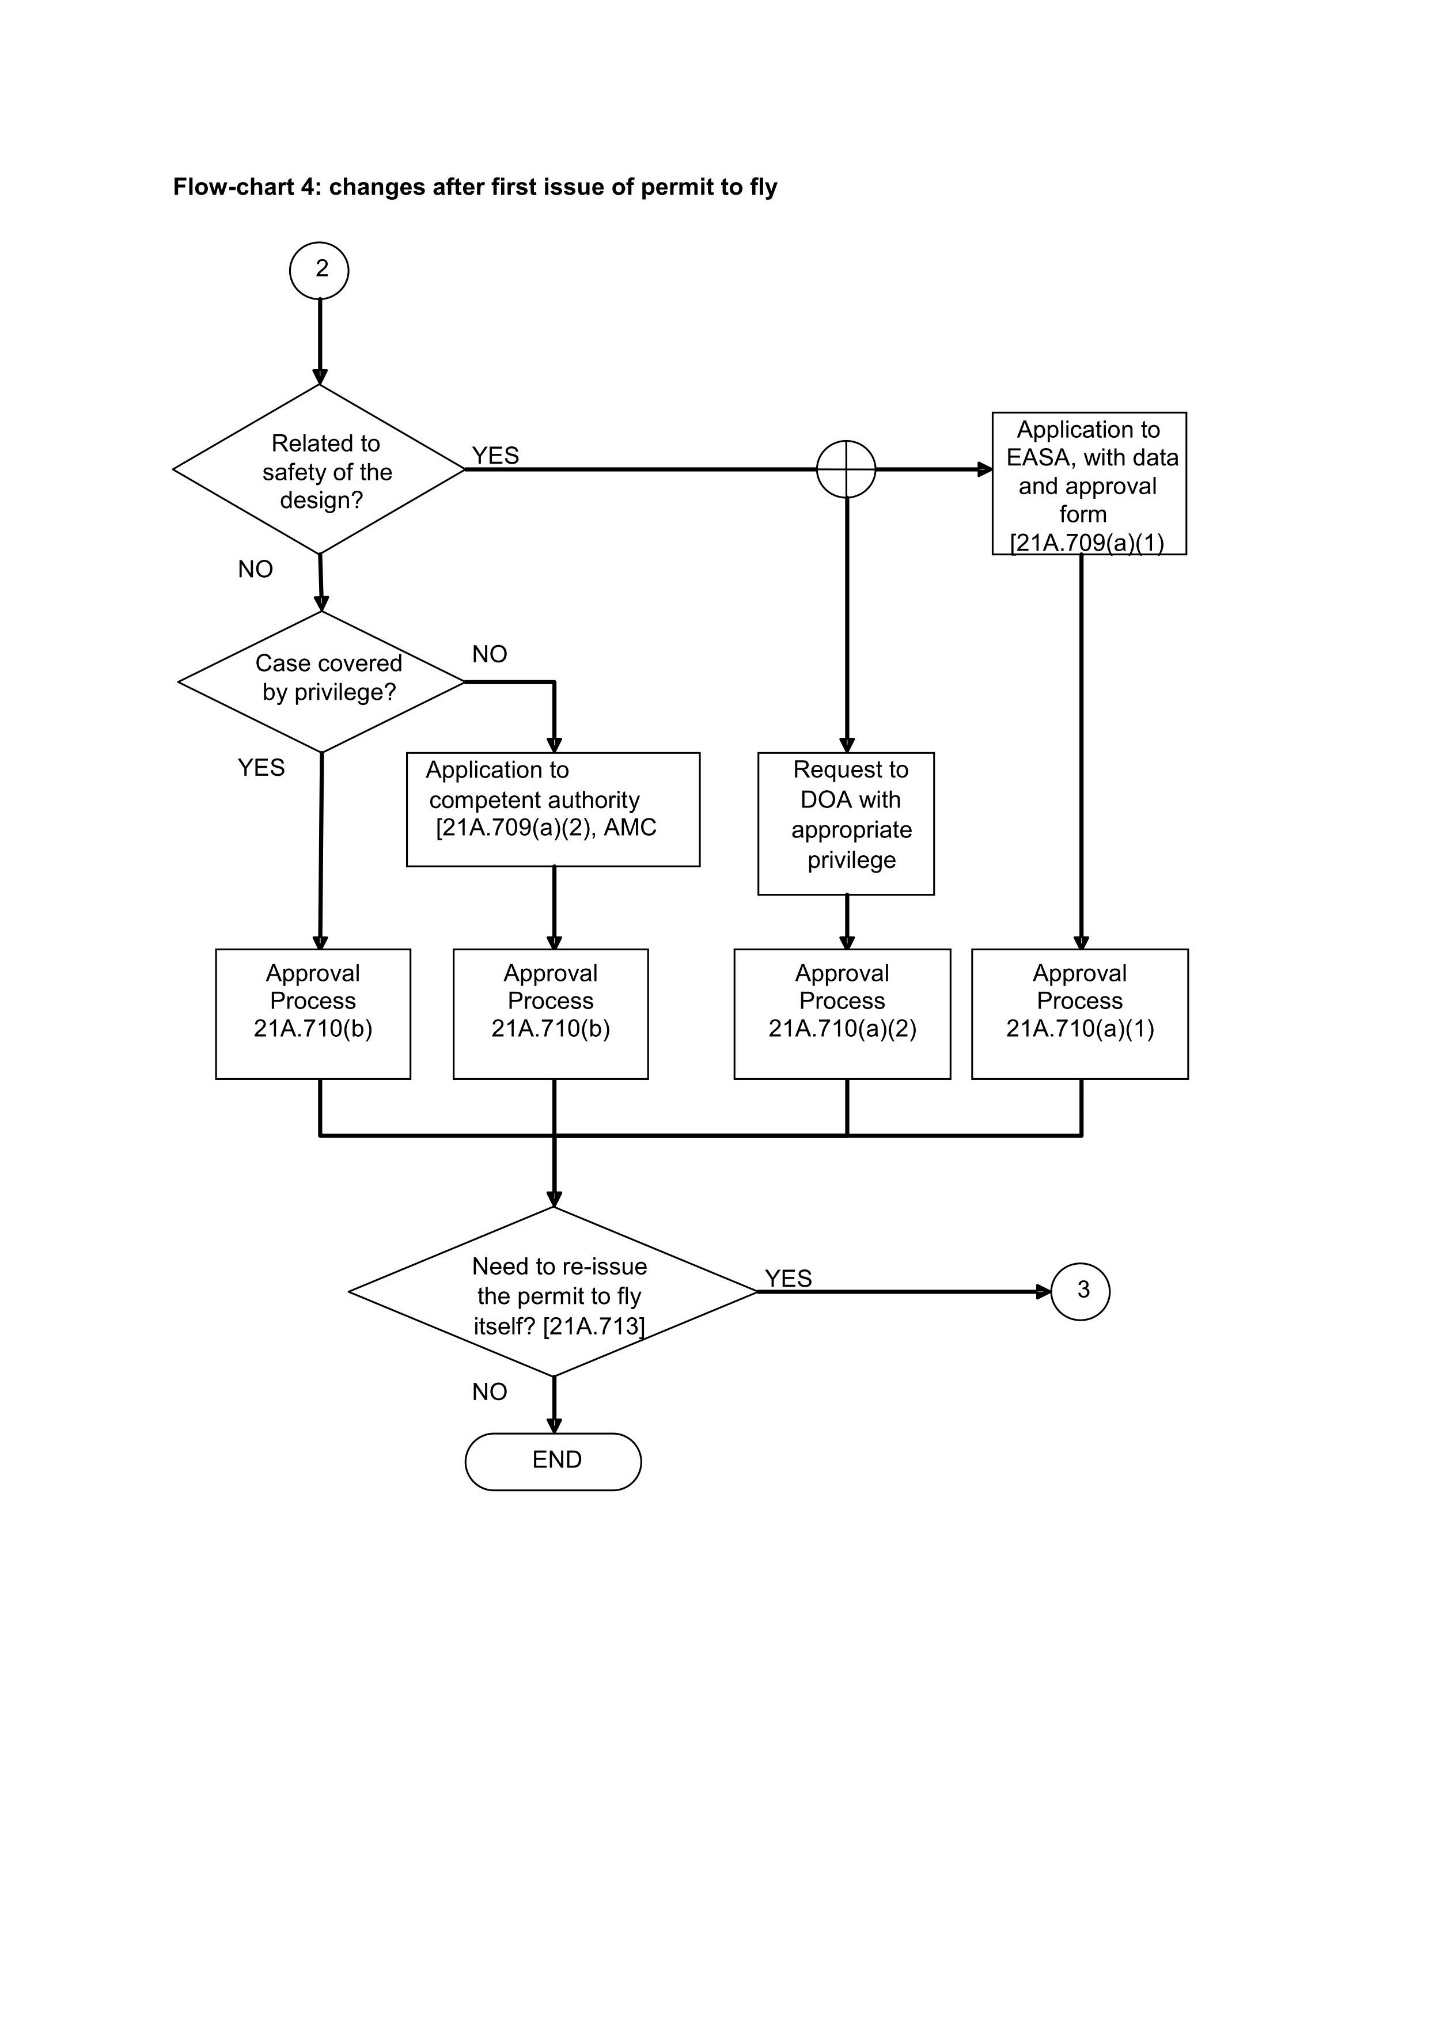 Flow-chart 4: changes after first issue of permit to fly
2
Related to
safety of the
design?
YES
Application to
EASA, with data
and approval
form
[21A.709(a)(1)
NO
Case covered
by privilege?
NO
YES
Application to
competent authority
[21A.709(a)(2), AMC
Request to
DOA with
appropriate
privilege
Approval
Process
21A.710(b)
Approval
Process
21A.710(b)
Approval
Process
21A.710(a)(2)
Approval
Process
21A.710(a)(1)
Need to re-issue
the permit to fly
itself? [21A.713]
YES
3
NO
END